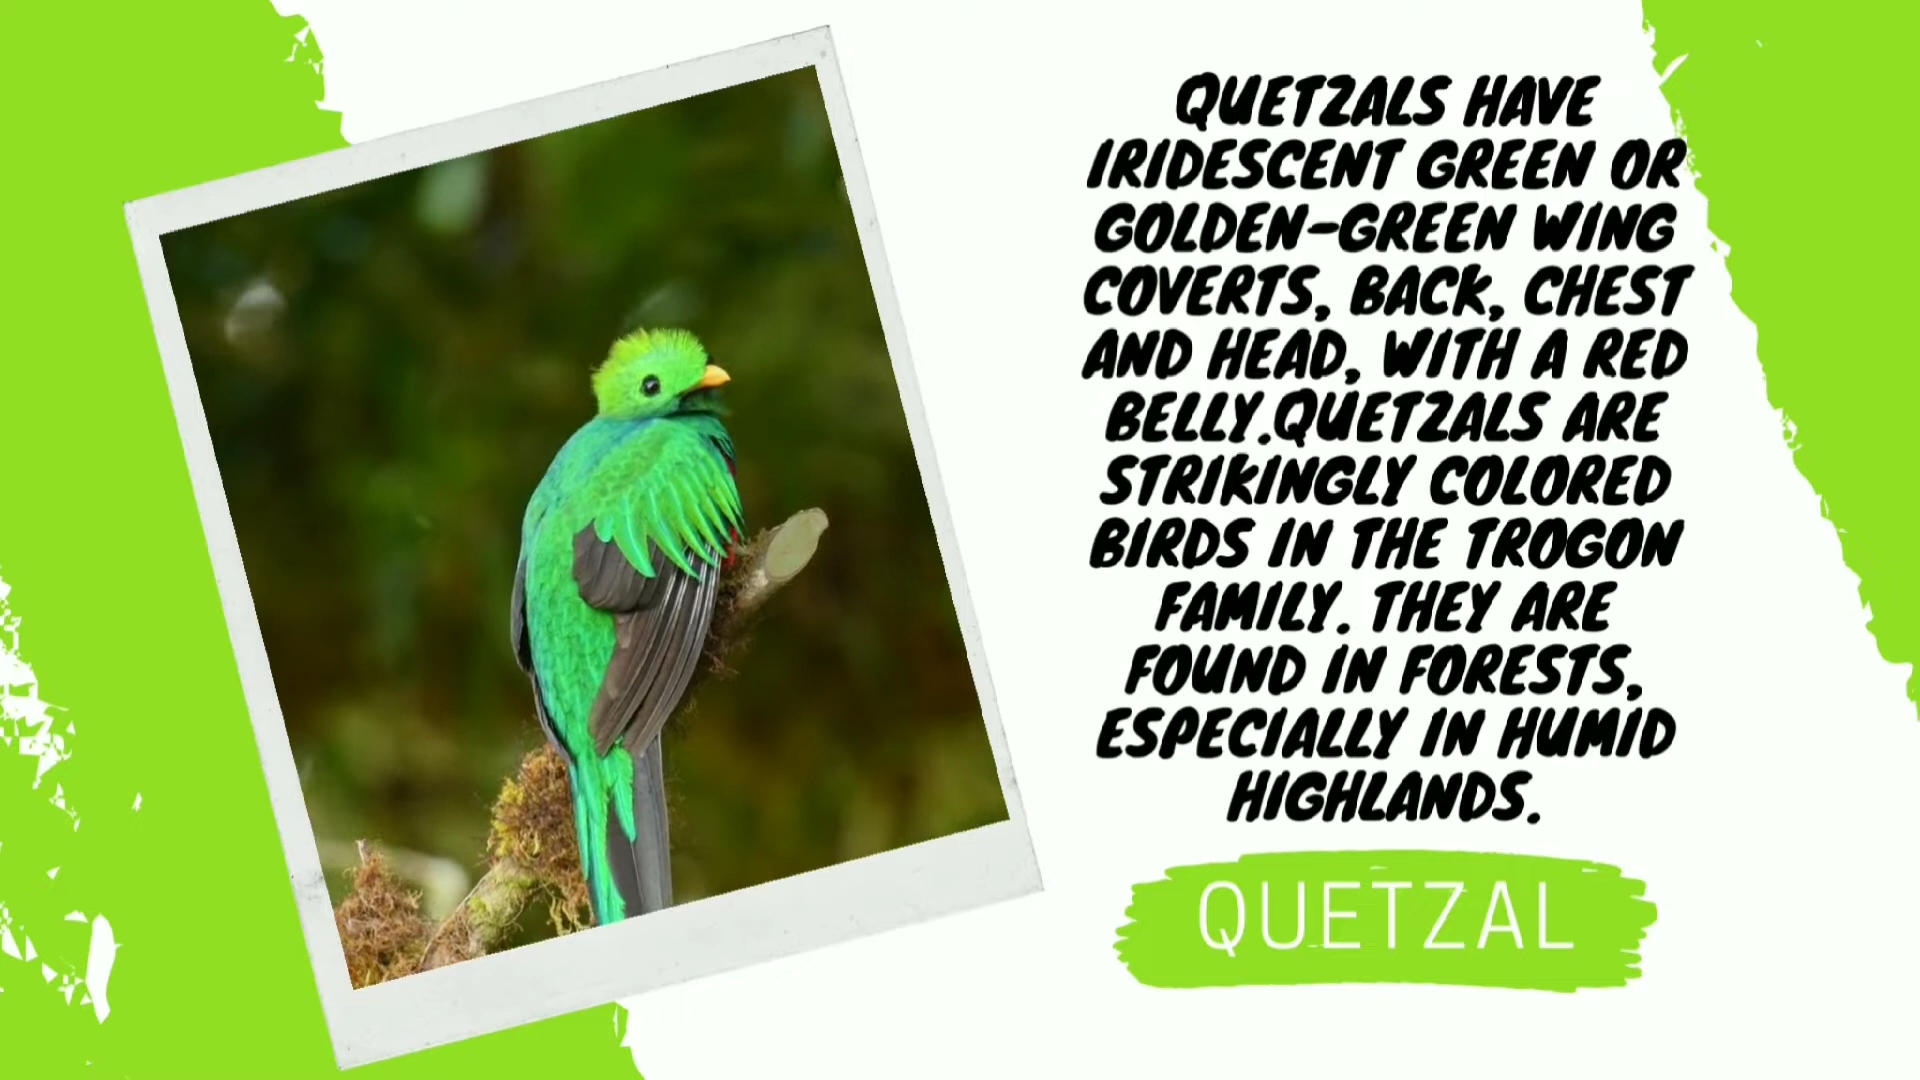 QUETZALS HAVE
IRIDESCENT GREEN OR
GOLDEN-GREEN WING
COVERTS, BACK, CHEST
AND HEAD, WITH A RED
BELLY.QUETZALS ARE
STRIKINGLY COLORED
BIRDS IN THE TROGON
FAMILY. THEY ARE
FOUND IN FORESTS,
ESPECIALLY IN HUMID
HIGHLANDS.
QUETZAL